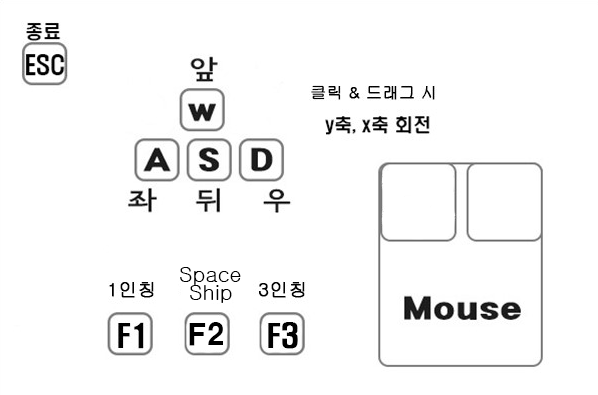 종료
ESC
앞
W
A S D
좌 뒤 우
클릭 & 드래그 시
y축, x축 회전
Mouse
1인칭 Space Ship 3인칭
F1 F2 F3